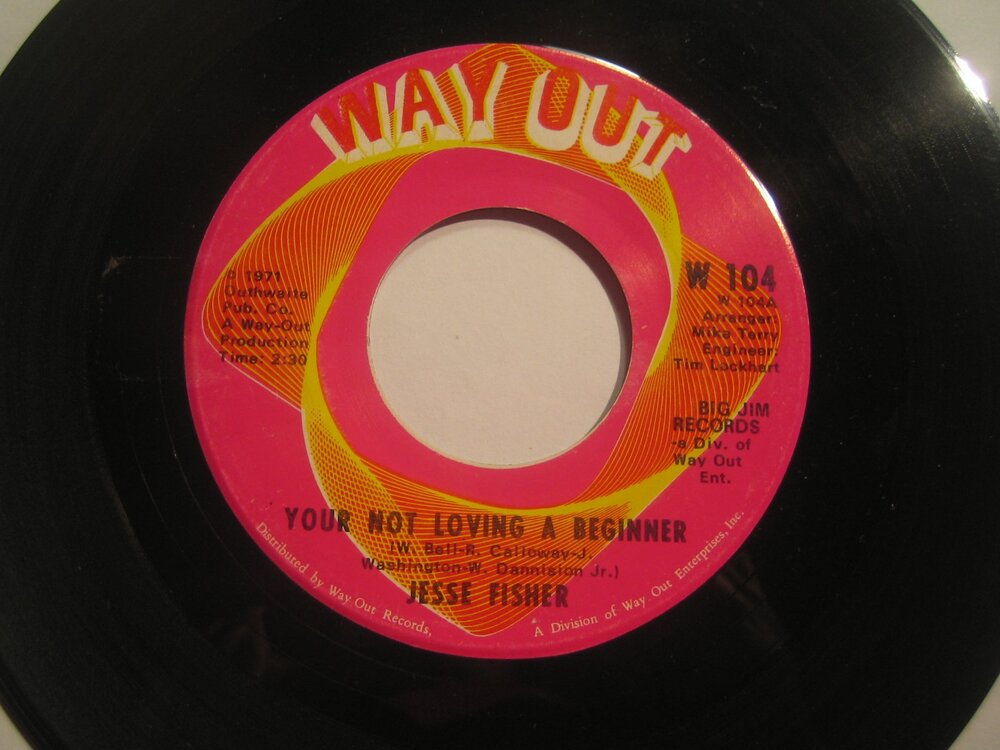 WAY OUT
© 1971
Outhwaite
Pub. Co.
A Way-Out
Production
Time: 2:30
W 104
W 104A
Arranger:
Mike Terry
Engineer:
Tim Lockhart
BIG JIM
RECORDS
-a Div. of
Way Out
Ent.
YOUR NOT LOVING A BEGINNER
(W. Bell-R. Calloway-J.
Washington-W. Dannision Jr.)
JESSE FISHER
Distributed by Way Out Records,
A Division of Way Out Enterprises, Inc.